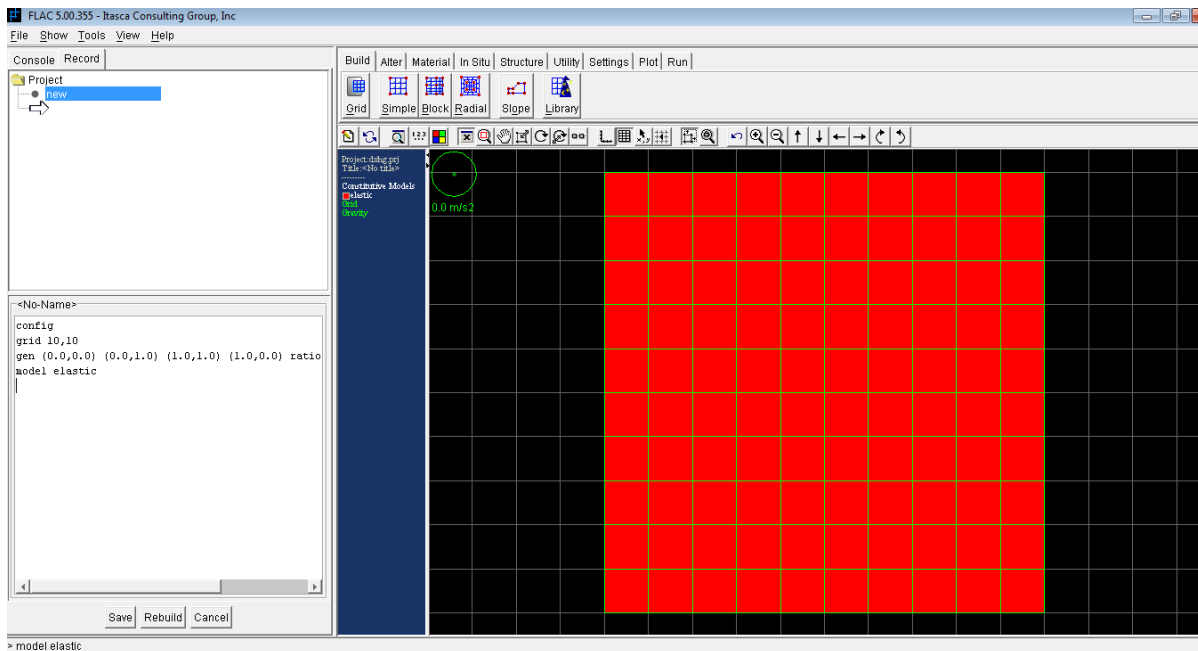 FLAC 5.00.355 - Itasca Consulting Group, Inc
File Show Tools View Help
Console Record
Project
new
<No-Name>
config
grid 10,10
gen (0.0,0.0) (0.0,1.0) (1.0,1.0) (1.0,0.0) ratio
model elastic
Save Rebuild Cancel
> model elastic
Build Alter Material In Situ Structure Utility Settings Plot Run
Grid Simple Block Radial Slope Library
123
Project:dshg.prj
Title:<No title>
---------
Constitutive Models
elastic
Grid
Gravity
0.0 m/s2